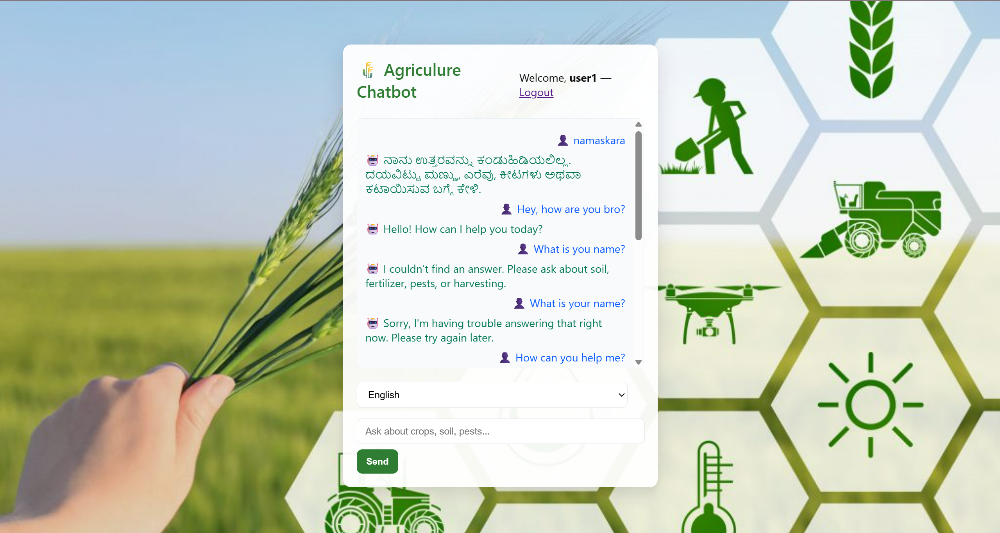 Agriculure
Chatbot
Welcome, user1 —
Logout
namaskara
ನಾನು ಉತ್ತರವನ್ನು ಕಂಡುಹಿಡಿಯಲಿಲ್ಲ.
ದಯವಿಟ್ಟು ಮಣ್ಣು, ಎರೆವು, ಕೀಟಗಳು ಅಥವಾ
ಕಟಾಯಿಸುವ ಬಗ್ಗೆ ಕೇಳಿ.
Hey, how are you bro?
Hello! How can I help you today?
What is you name?
I couldn’t find an answer. Please ask about soil,
fertilizer, pests, or harvesting.
What is your name?
Sorry, I'm having trouble answering that right
now. Please try again later.
How can you help me?
English
Ask about crops, soil, pests...
Send